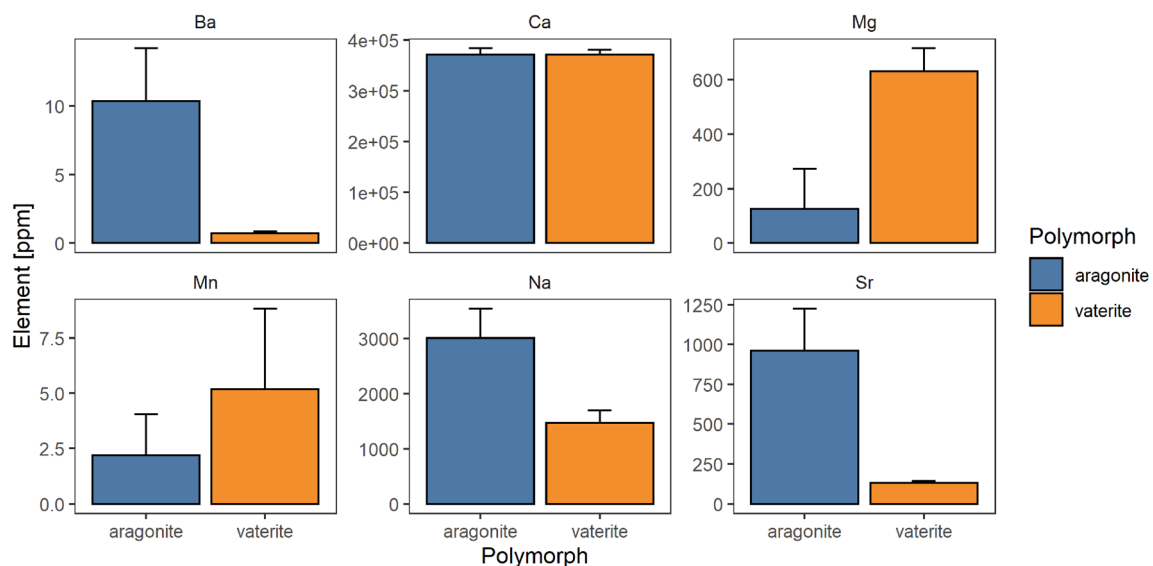 Ba
Ca
Mg
10
5
0
4e+05
3e+05
2e+05
1e+05
0e+00
600
400
200
0
Mn
Na
Sr
7.5
5.0
2.5
0.0
3000
2000
1000
0
1250
1000
750
500
250
0
aragonite
vaterite
aragonite
vaterite
aragonite
vaterite
Polymorph
Element [ppm]
Polymorph
aragonite
vaterite